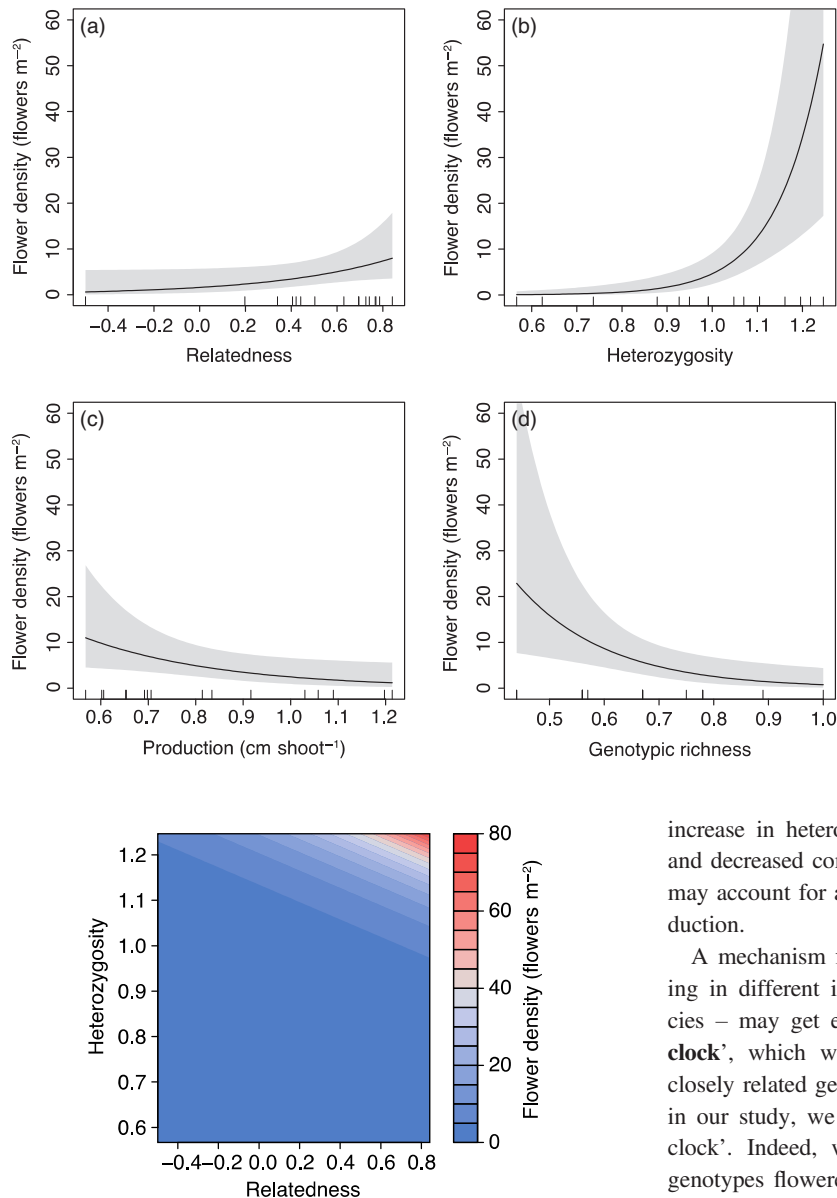 (a)
Flower density (flowers m−2)
60
50
40
30
20
10
0
−0.4 −0.2 0.0 0.2 0.4 0.6 0.8
Relatedness
(b)
Flower density (flowers m−2)
60
50
40
30
20
10
0
0.6 0.7 0.8 0.9 1.0 1.1 1.2
Heterozygosity
(c)
Flower density (flowers m−2)
60
50
40
30
20
10
0
0.6 0.7 0.8 0.9 1.0 1.1 1.2
Production (cm shoot−1)
(d)
Flower density (flowers m−2)
60
50
40
30
20
10
0
0.5 0.6 0.7 0.8 0.9 1.0
Genotypic richness
Heterozygosity
1.2
1.1
1.0
0.9
0.8
0.7
0.6
−0.4 −0.2 0.0 0.2 0.4 0.6 0.8
Relatedness
80
60
40
20
0
Flower density (flowers m−2)
increase in
and decreased
may account for
duction.
A mechanism
ing in different
cies – may get
clock', which
closely related
in our study, we
clock'. Indeed,
genotypes